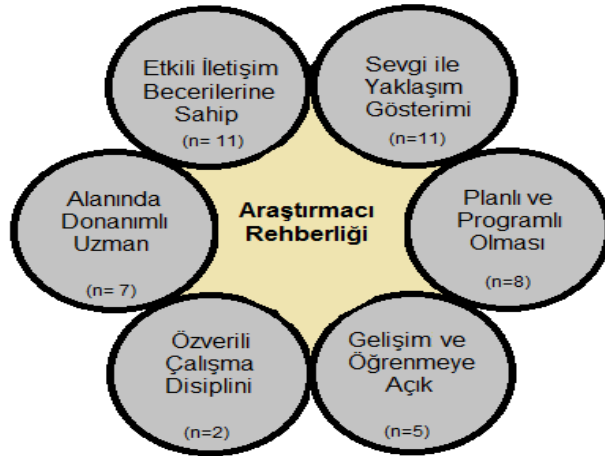 Etkili İletişim
Becerilerine
Sahip
(n= 11)
Sevgi ile
Yaklaşım
Gösterimi
(n=11)
Alanında
Donanımlı
Uzman
(n= 7)
Araştırmacı
Rehberliği
Planlı ve
Programlı
Olması
(n=8)
Özverili
Çalışma
Disiplini
(n=2)
Gelişim ve
Öğrenmeye
Açık
(n=5)